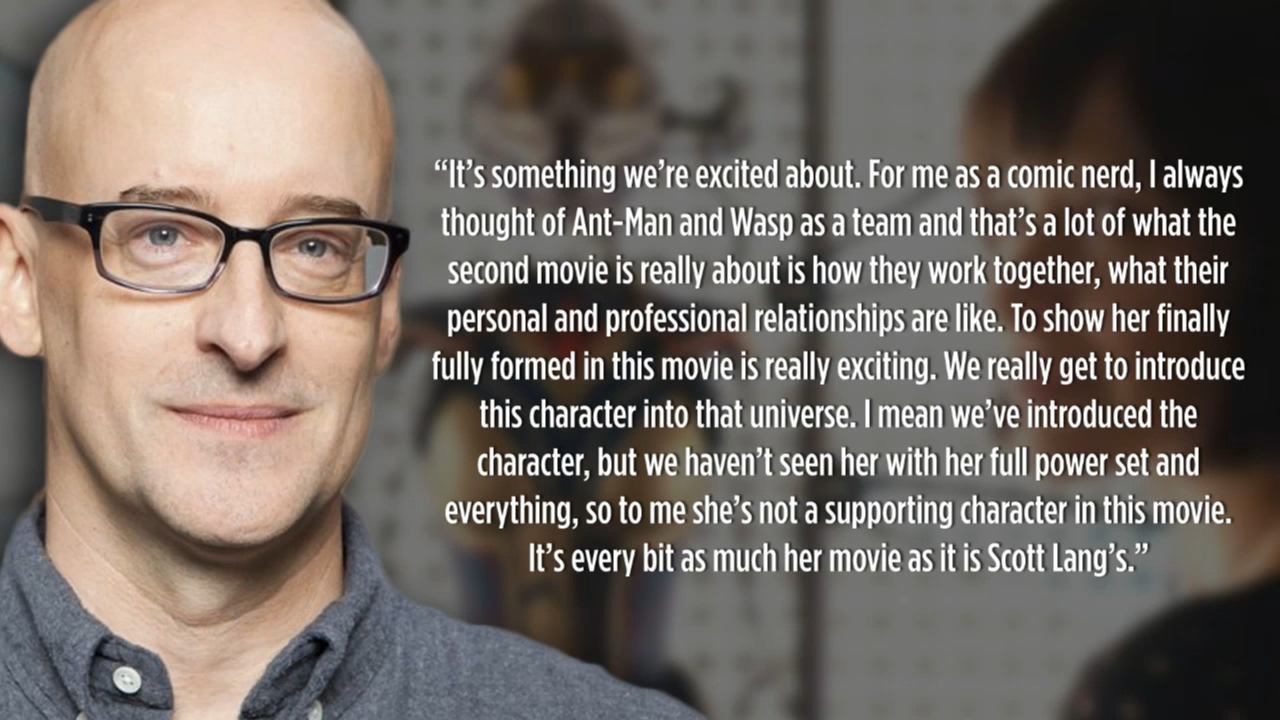 “It’s something we’re excited about. For me as a comic nerd, I always
thought of Ant-Man and Wasp as a team and that’s a lot of what the
second movie is really about is how they work together, what their
personal and professional relationships are like. To show her finally
fully formed in this movie is really exciting. We really get to introduce
this character into that universe. I mean we’ve introduced the
character, but we haven’t seen her with her full power set and
everything, so to me she’s not a supporting character in this movie.
It’s every bit as much her movie as it is Scott Lang’s.”